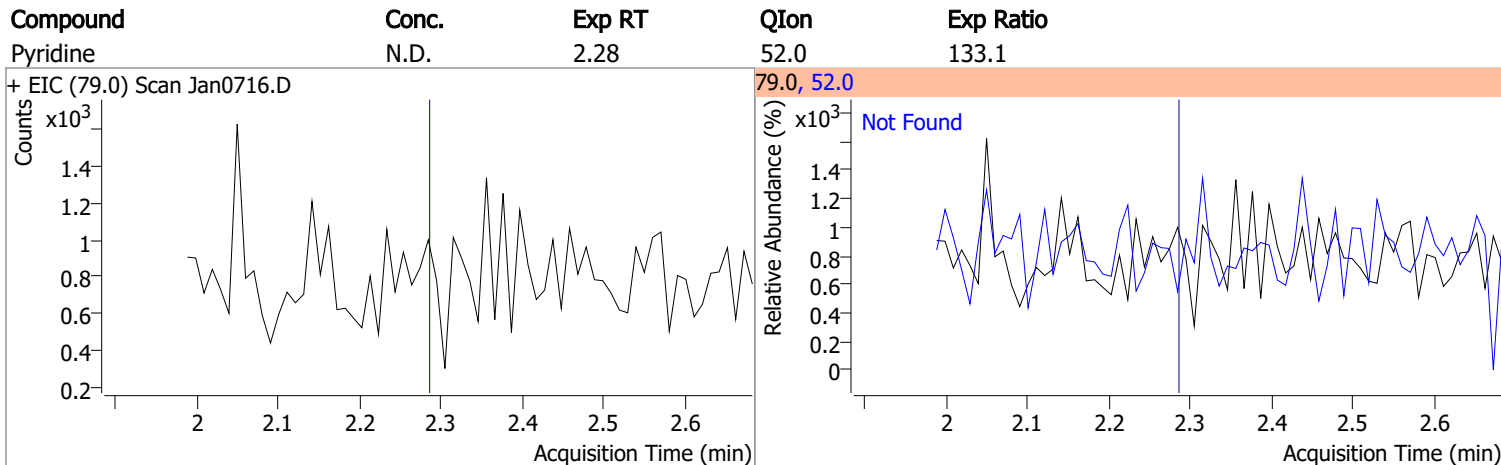 Compound Conc. Exp RT QIon Exp Ratio
Pyridine N.D. 2.28 52.0 133.1
+ EIC (79.0) Scan Jan0716.D
Counts
x10³
1.4
1.2
1
0.8
0.6
0.4
0.2
2 2.1 2.2 2.3 2.4 2.5 2.6
Acquisition Time (min)
79.0, 52.0
Relative Abundance (%)
x10³
Not Found
1.4
1.2
1
0.8
0.6
0.4
0.2
0
2 2.1 2.2 2.3 2.4 2.5 2.6
Acquisition Time (min)